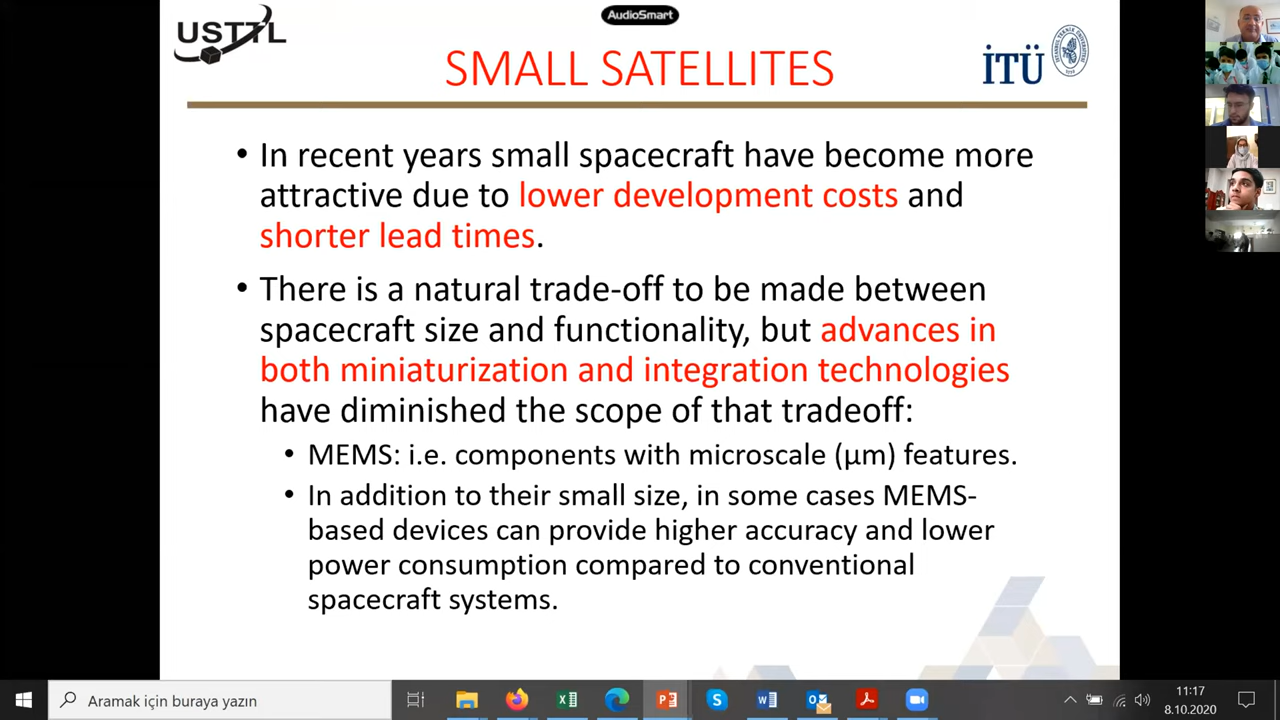 AudioSmart
USTTL
SMALL SATELLITES
İTÜ
• In recent years small spacecraft have become more
attractive due to lower development costs and
shorter lead times.
• There is a natural trade-off to be made between
spacecraft size and functionality, but advances in
both miniaturization and integration technologies
have diminished the scope of that tradeoff:
• MEMS: i.e. components with microscale (µm) features.
• In addition to their small size, in some cases MEMS-
based devices can provide higher accuracy and lower
power consumption compared to conventional
spacecraft systems.
Aramak için buraya yazın
11:17
8.10.2020